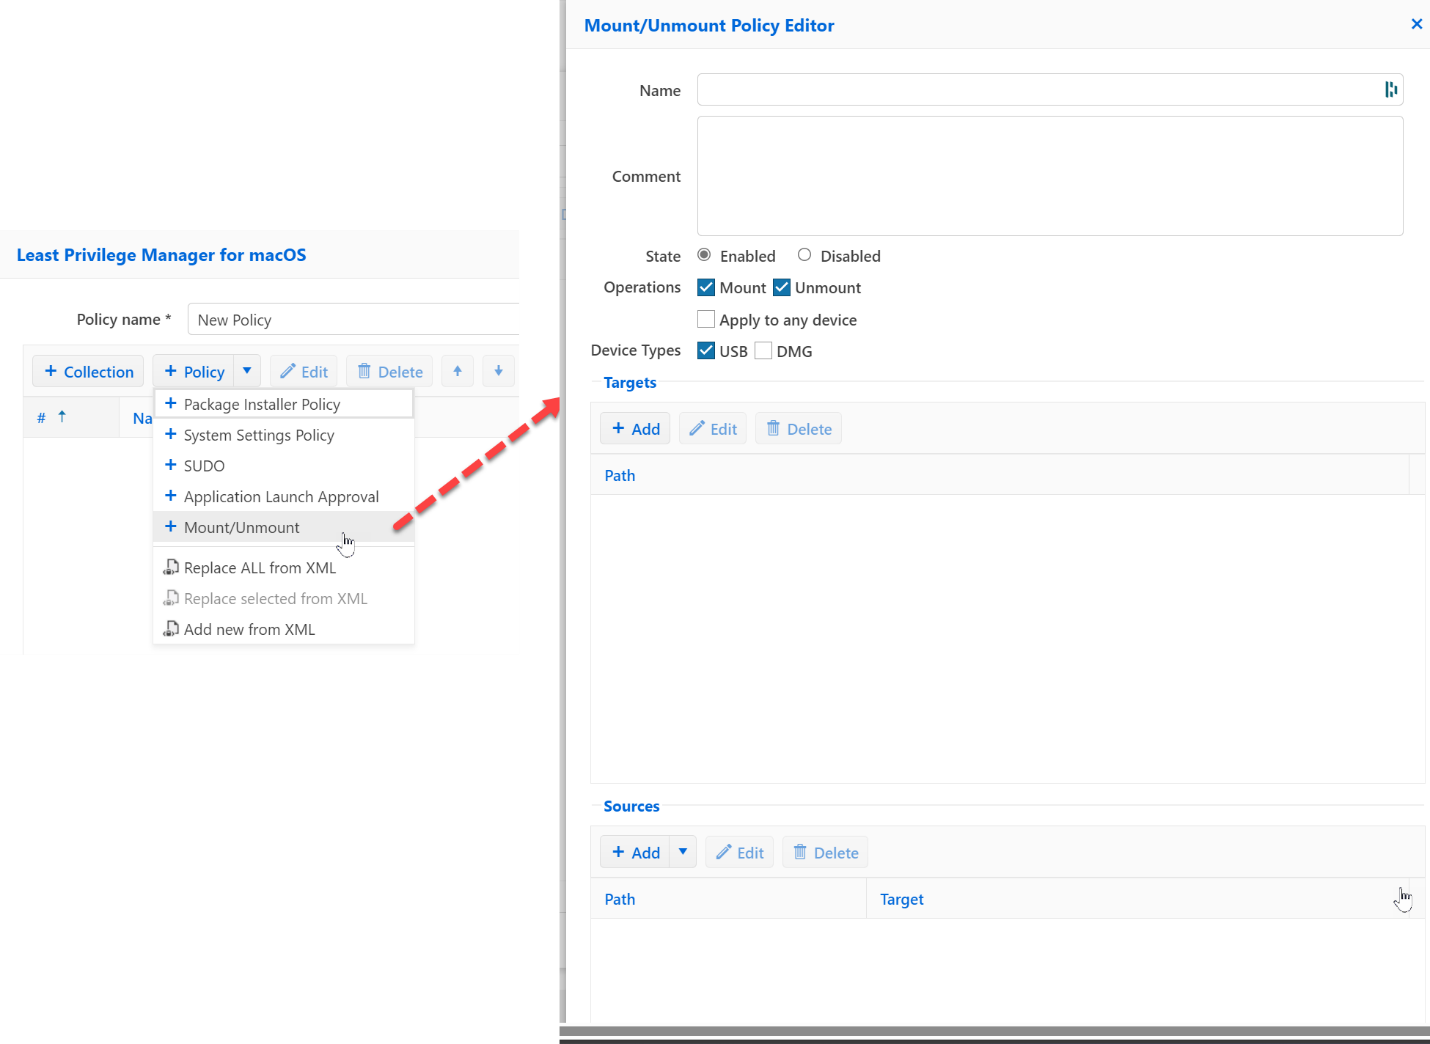 Least Privilege Manager for macOS
Policy name *
New Policy
Collection
Policy
Edit
Delete
#
Na
Package Installer Policy
System Settings Policy
SUDO
Application Launch Approval
Mount/Unmount
Replace ALL from XML
Replace selected from XML
Add new from XML
Mount/Unmount Policy Editor
Name
Comment
State
Enabled
Disabled
Operations
Mount
Unmount
Apply to any device
Device Types
USB
DMG
Targets
Add
Edit
Delete
Path
Sources
Add
Edit
Delete
Path
Target